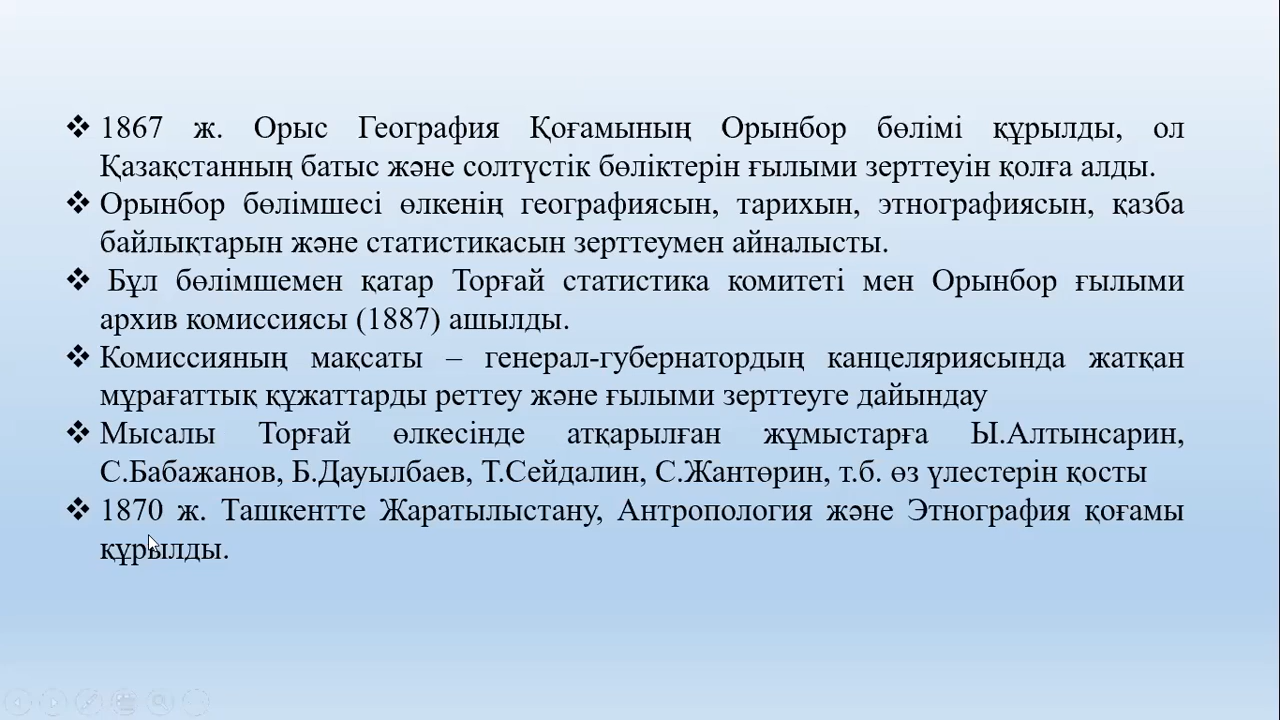 ❖ 1867 ж. Орыс География Қоғамының Орынбор бөлімі құрылды, ол
Қазақстанның батыс және солтүстік бөліктерін ғылыми зерттеуін қолға алды.
❖ Орынбор бөлімшесі өлкенің географиясын, тарихын, этнографиясын, қазба
байлықтарын және статистикасын зерттеумен айналысты.
❖ Бұл бөлімшемен қатар Торғай статистика комитеті мен Орынбор ғылыми
архив комиссиясы (1887) ашылды.
❖ Комиссияның мақсаты – генерал-губернатордың канцеляриясында жатқан
мұрағаттық құжаттарды реттеу және ғылыми зерттеуге дайындау
❖ Мысалы Торғай өлкесінде атқарылған жұмыстарға Ы.Алтынсарин,
С.Бабажанов, Б.Дауылбаев, Т.Сейдалин, С.Жантөрин, т.б. өз үлестерін қосты
❖ 1870 ж. Ташкентте Жаратылыстану, Антропология және Этнография қоғамы
құрылды.